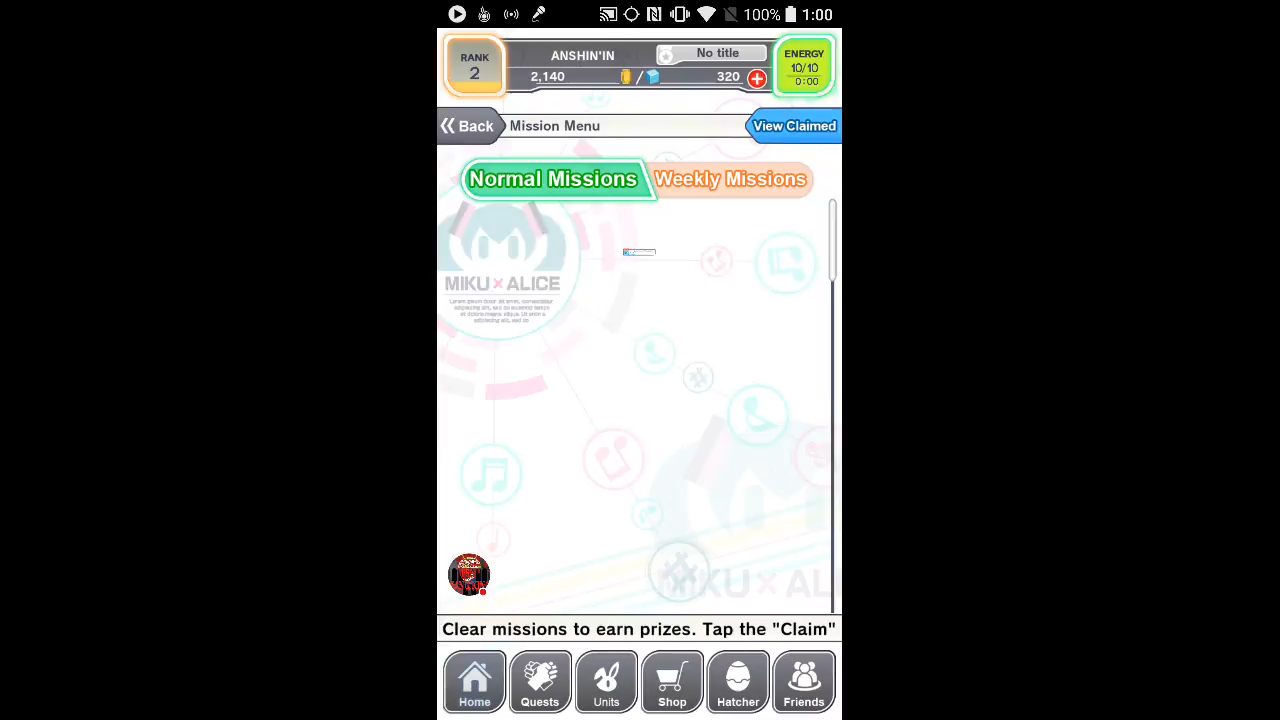 100% 1:00
RANK
2
ANSHIN'IN
No title
2,140
/
320
ENERGY
10/10
0:00
Back
Mission Menu
View Claimed
Normal Missions
Weekly Missions
MIKU×ALICE
MIKU×ALI
Clear missions to earn prizes. Tap the "Claim"
Home
Quests
Units
Shop
Hatcher
Friends